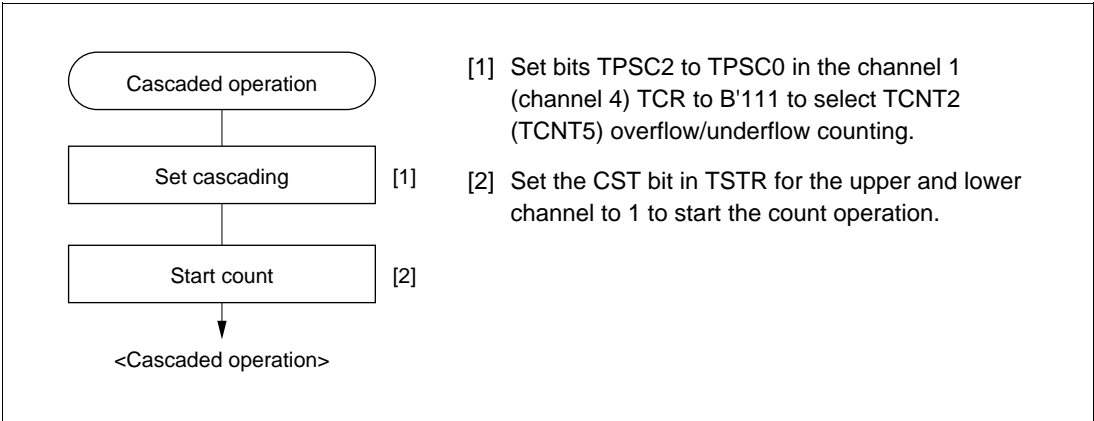 Cascaded operation
Set cascading [1]
Start count [2]
<Cascaded operation>
[1] Set bits TPSC2 to TPSC0 in the channel 1
(channel 4) TCR to B'111 to select TCNT2
(TCNT5) overflow/underflow counting.
[2] Set the CST bit in TSTR for the upper and lower
channel to 1 to start the count operation.